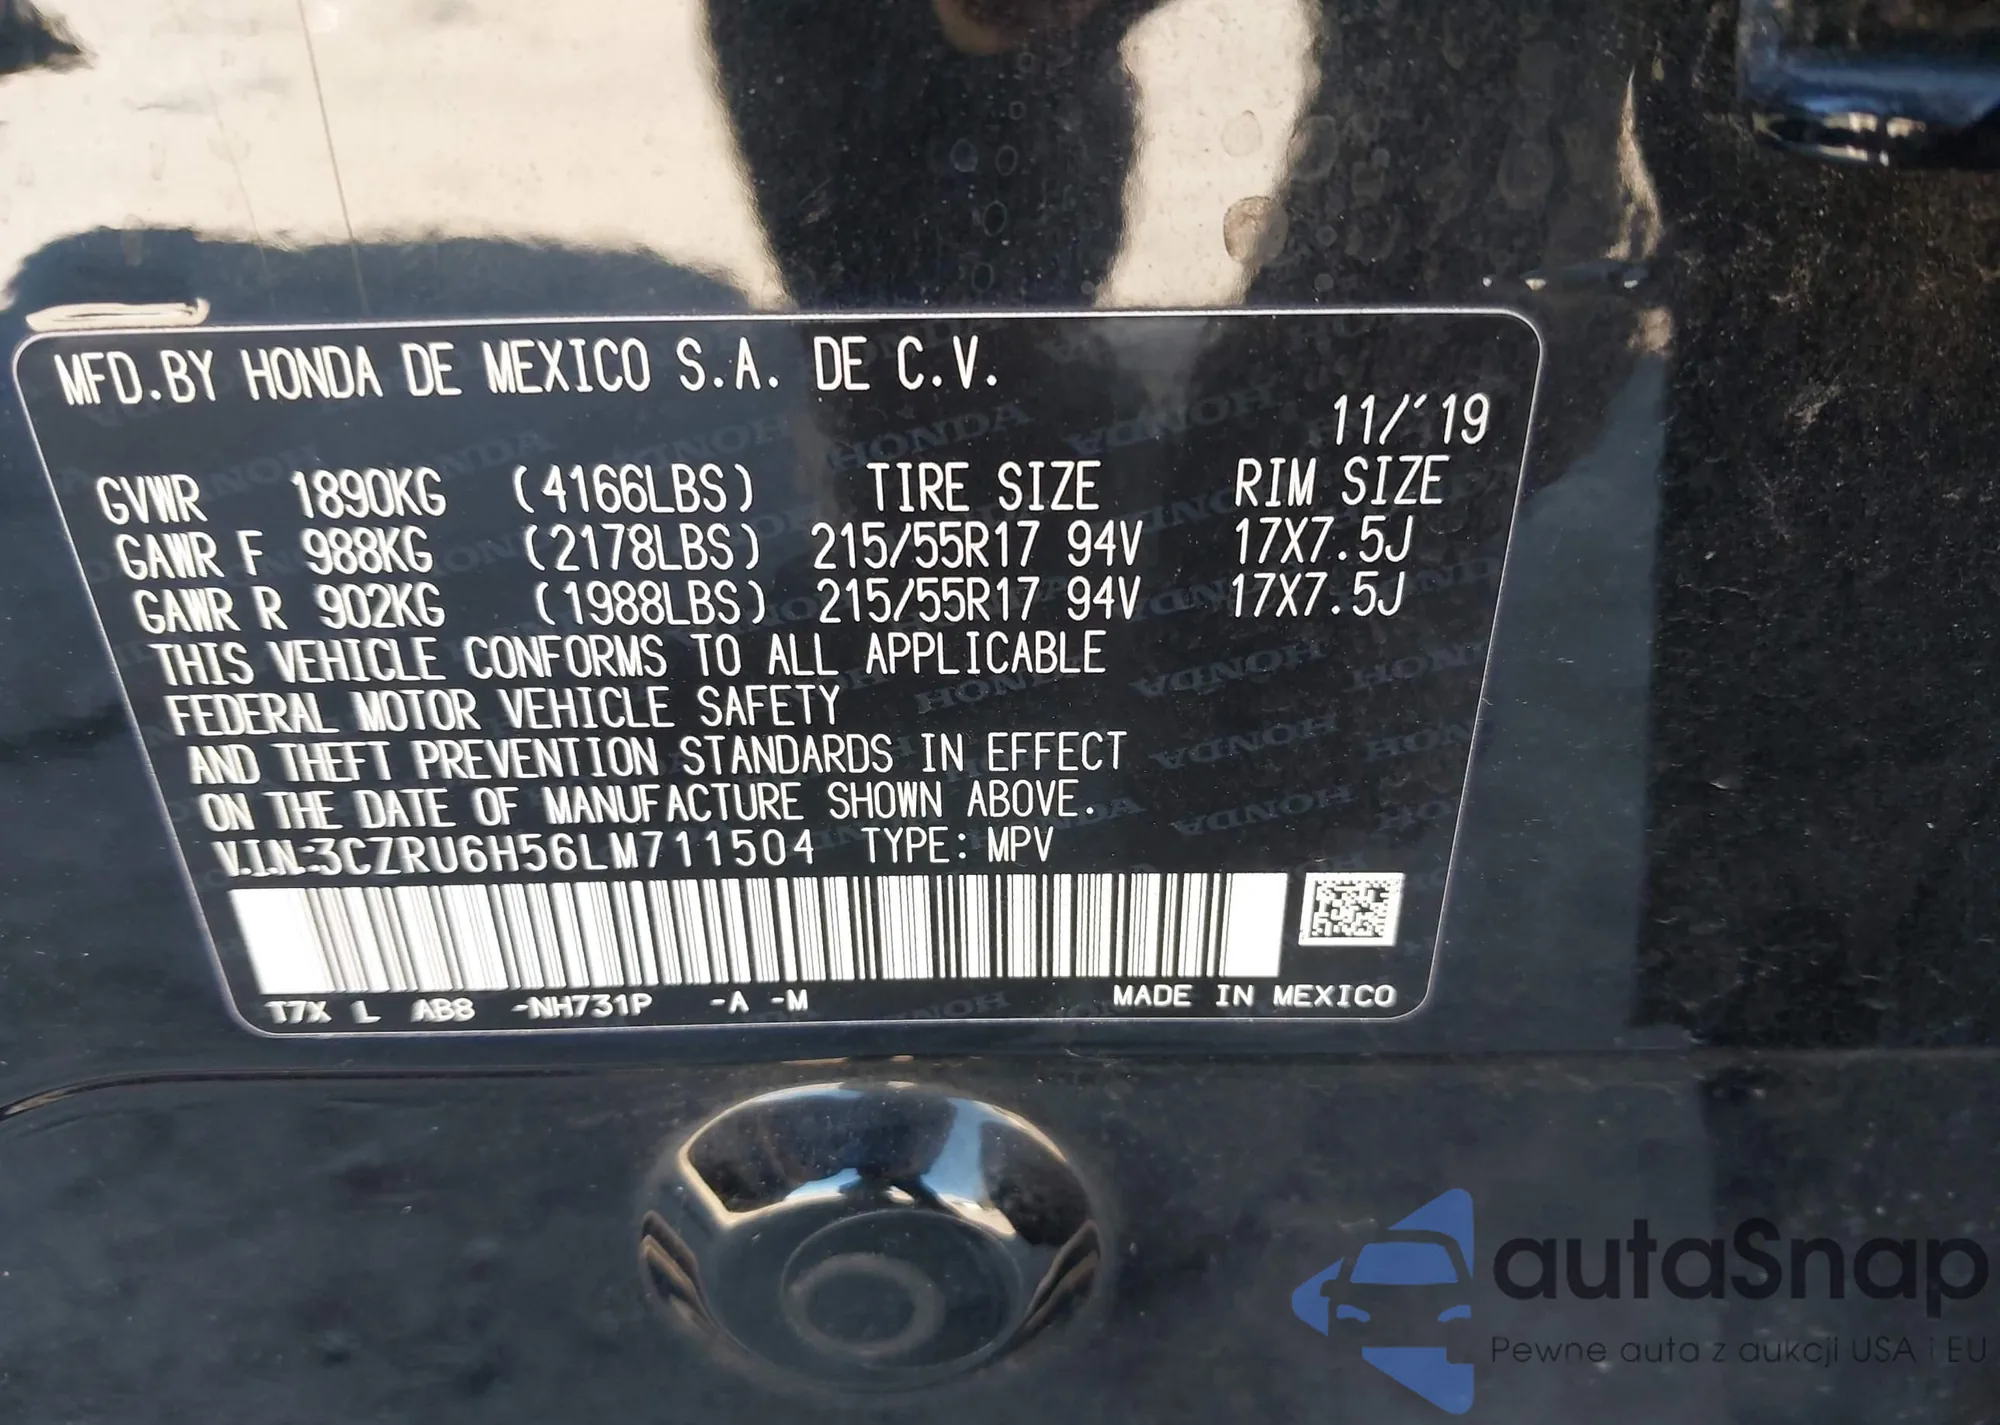 MFD.BY HONDA DE MEXICO S.A. DE C.V.
11/'19
GVWR 1890KG (4166LBS) TIRE SIZE RIM SIZE
GAWR F 988KG (2178LBS) 215/55R17 94V 17X7.5J
GAWR R 902KG (1988LBS) 215/55R17 94V 17X7.5J
THIS VEHICLE CONFORMS TO ALL APPLICABLE
FEDERAL MOTOR VEHICLE SAFETY
AND THEFT PREVENTION STANDARDS IN EFFECT
ON THE DATE OF MANUFACTURE SHOWN ABOVE.
V.I.N:3CZRU6H56LM711504 TYPE: MPV
T7X L AB8 -NH731P -A -M MADE IN MEXICO
autaSnap
Pewne auta z aukcji USA i EU